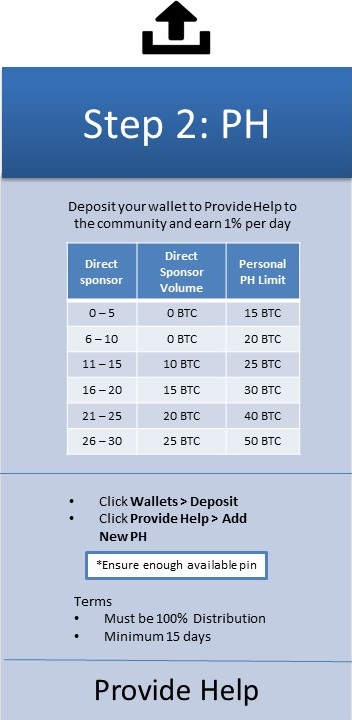 Step 2: PH
Deposit your wallet to Provide Help to
the community and earn 1% per day
Direct sponsor | Direct Sponsor Volume | Personal PH Limit
0 – 5 | 0 BTC | 15 BTC
6 – 10 | 0 BTC | 20 BTC
11 – 15 | 10 BTC | 25 BTC
16 – 20 | 15 BTC | 30 BTC
21 – 25 | 20 BTC | 40 BTC
26 – 30 | 25 BTC | 50 BTC
• Click Wallets > Deposit
• Click Provide Help > Add
New PH
*Ensure enough available pin
Terms
• Must be 100% Distribution
• Minimum 15 days
Provide Help